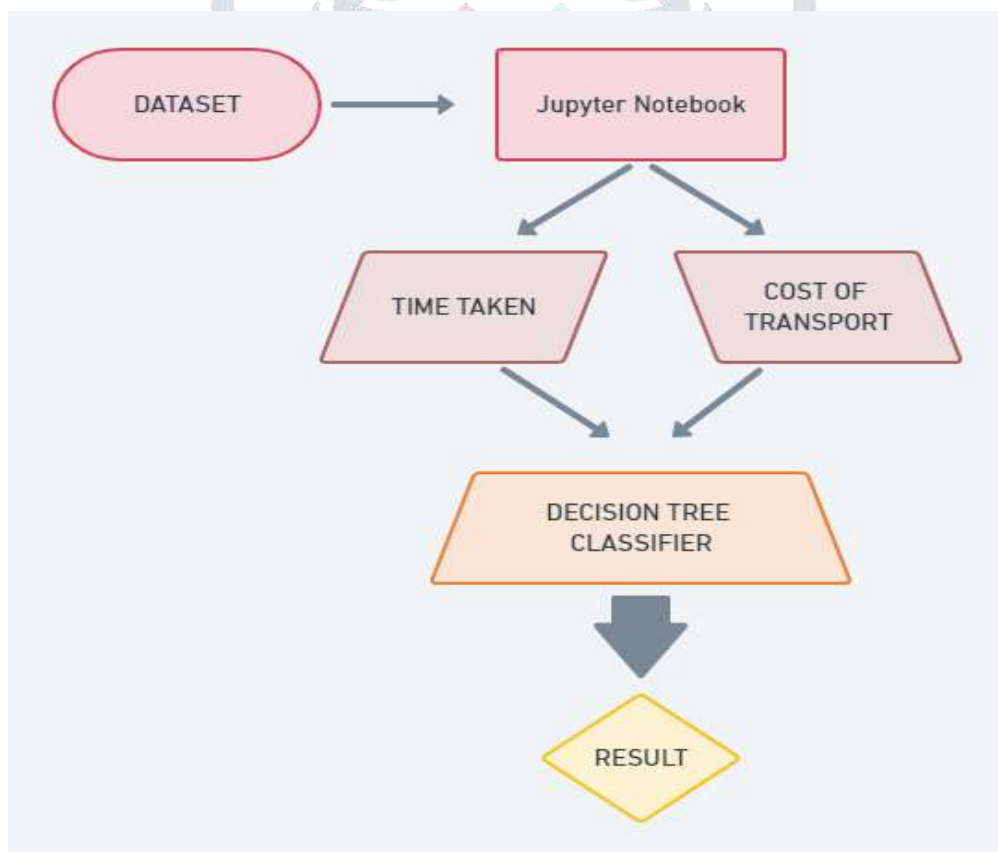 DATASET
Jupyter Notebook
TIME TAKEN
COST OF
TRANSPORT
DECISION TREE
CLASSIFIER
RESULT